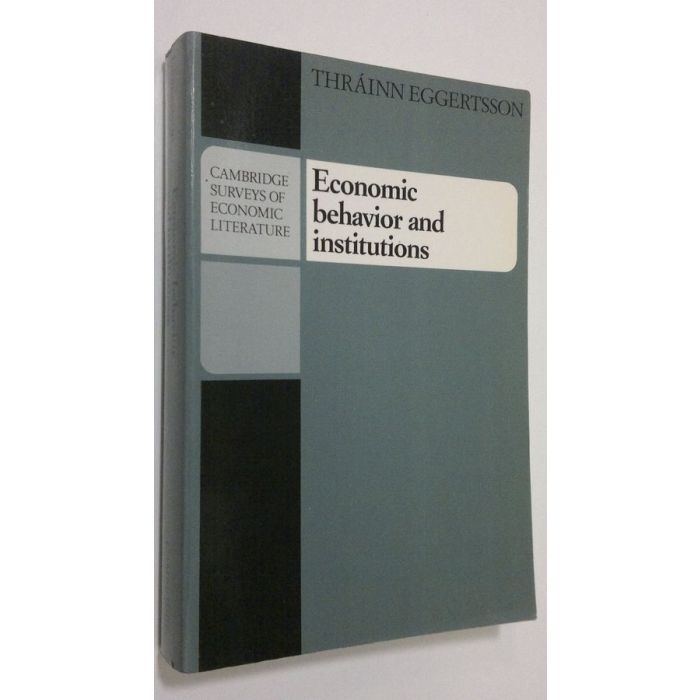 THRÁINN EGGERTSSON
CAMBRIDGE
SURVEYS OF
ECONOMIC
LITERATURE
Economic
behavior and
institutions